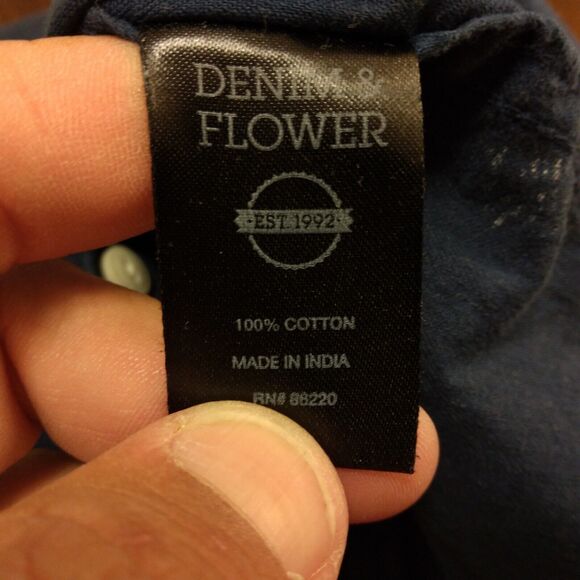 DENIM &
FLOWER
·EST. 1992·
100% COTTON
MADE IN INDIA
RN# 88220